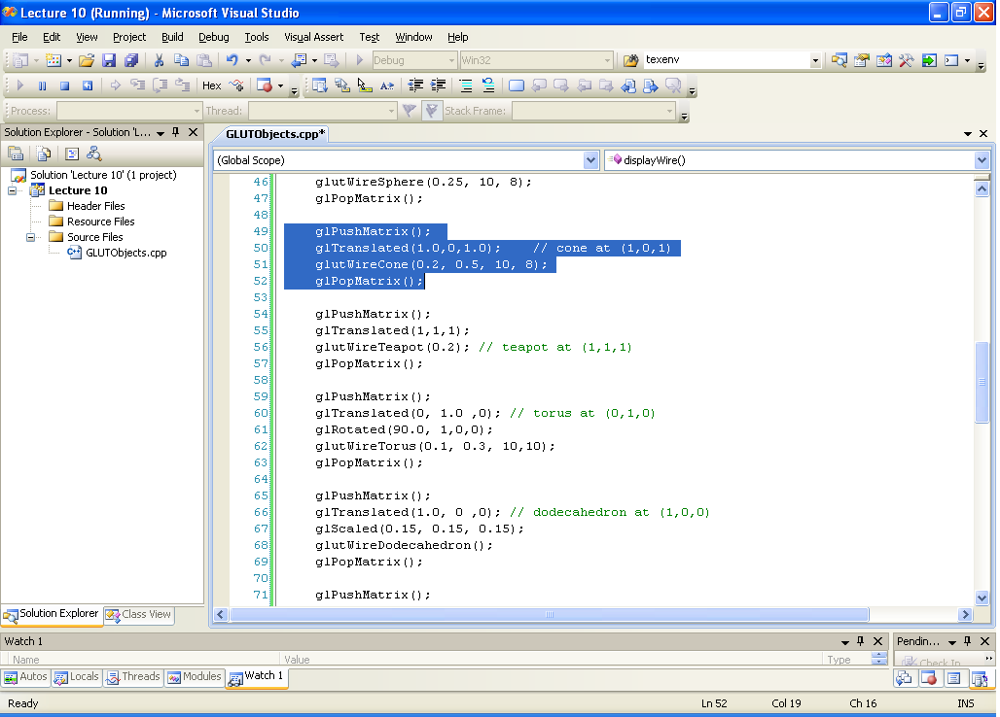 Lecture 10 (Running) - Microsoft Visual Studio
File Edit View Project Build Debug Tools Visual Assert Test Window Help
Debug Win32 texenv
Hex
Process: Thread: Stack Frame:
Solution Explorer - Solution 'L...
GLUTObjects.cpp*
(Global Scope) displayWire()
Solution 'Lecture 10' (1 project)
Lecture 10
Header Files
Resource Files
Source Files
GLUTObjects.cpp
46 glutWireSphere(0.25, 10, 8);
47 glPopMatrix();
48
49 glPushMatrix();
50 glTranslated(1.0,0,1.0); // cone at (1,0,1)
51 glutWireCone(0.2, 0.5, 10, 8);
52 glPopMatrix();
53
54 glPushMatrix();
55 glTranslated(1,1,1);
56 glutWireTeapot(0.2); // teapot at (1,1,1)
57 glPopMatrix();
58
59 glPushMatrix();
60 glTranslated(0, 1.0 ,0); // torus at (0,1,0)
61 glRotated(90.0, 1,0,0);
62 glutWireTorus(0.1, 0.3, 10,10);
63 glPopMatrix();
64
65 glPushMatrix();
66 glTranslated(1.0, 0 ,0); // dodecahedron at (1,0,0)
67 glScaled(0.15, 0.15, 0.15);
68 glutWireDodecahedron();
69 glPopMatrix();
70
71 glPushMatrix();
Solution Explorer Class View
Watch 1
Name Value Type
Autos Locals Threads Modules Watch 1
Pendin...
Check In
Ready Ln 52 Col 19 Ch 16 INS